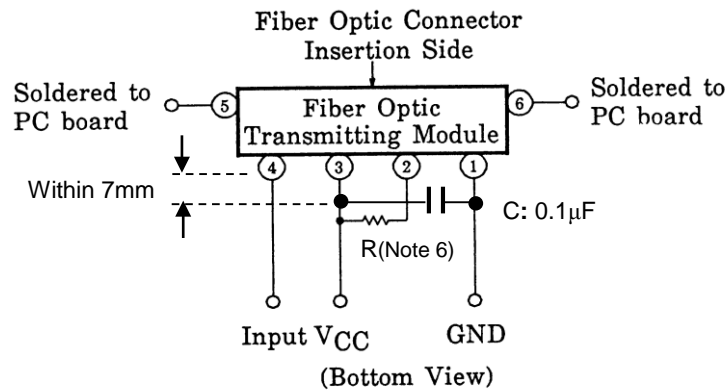 Fiber Optic Connector
Insertion Side
Soldered to
PC board
5
Fiber Optic
Transmitting Module
6
Soldered to
PC board
4
3
2
1
Within 7mm
C: 0.1μF
R(Note 6)
Input VCC
GND
(Bottom View)